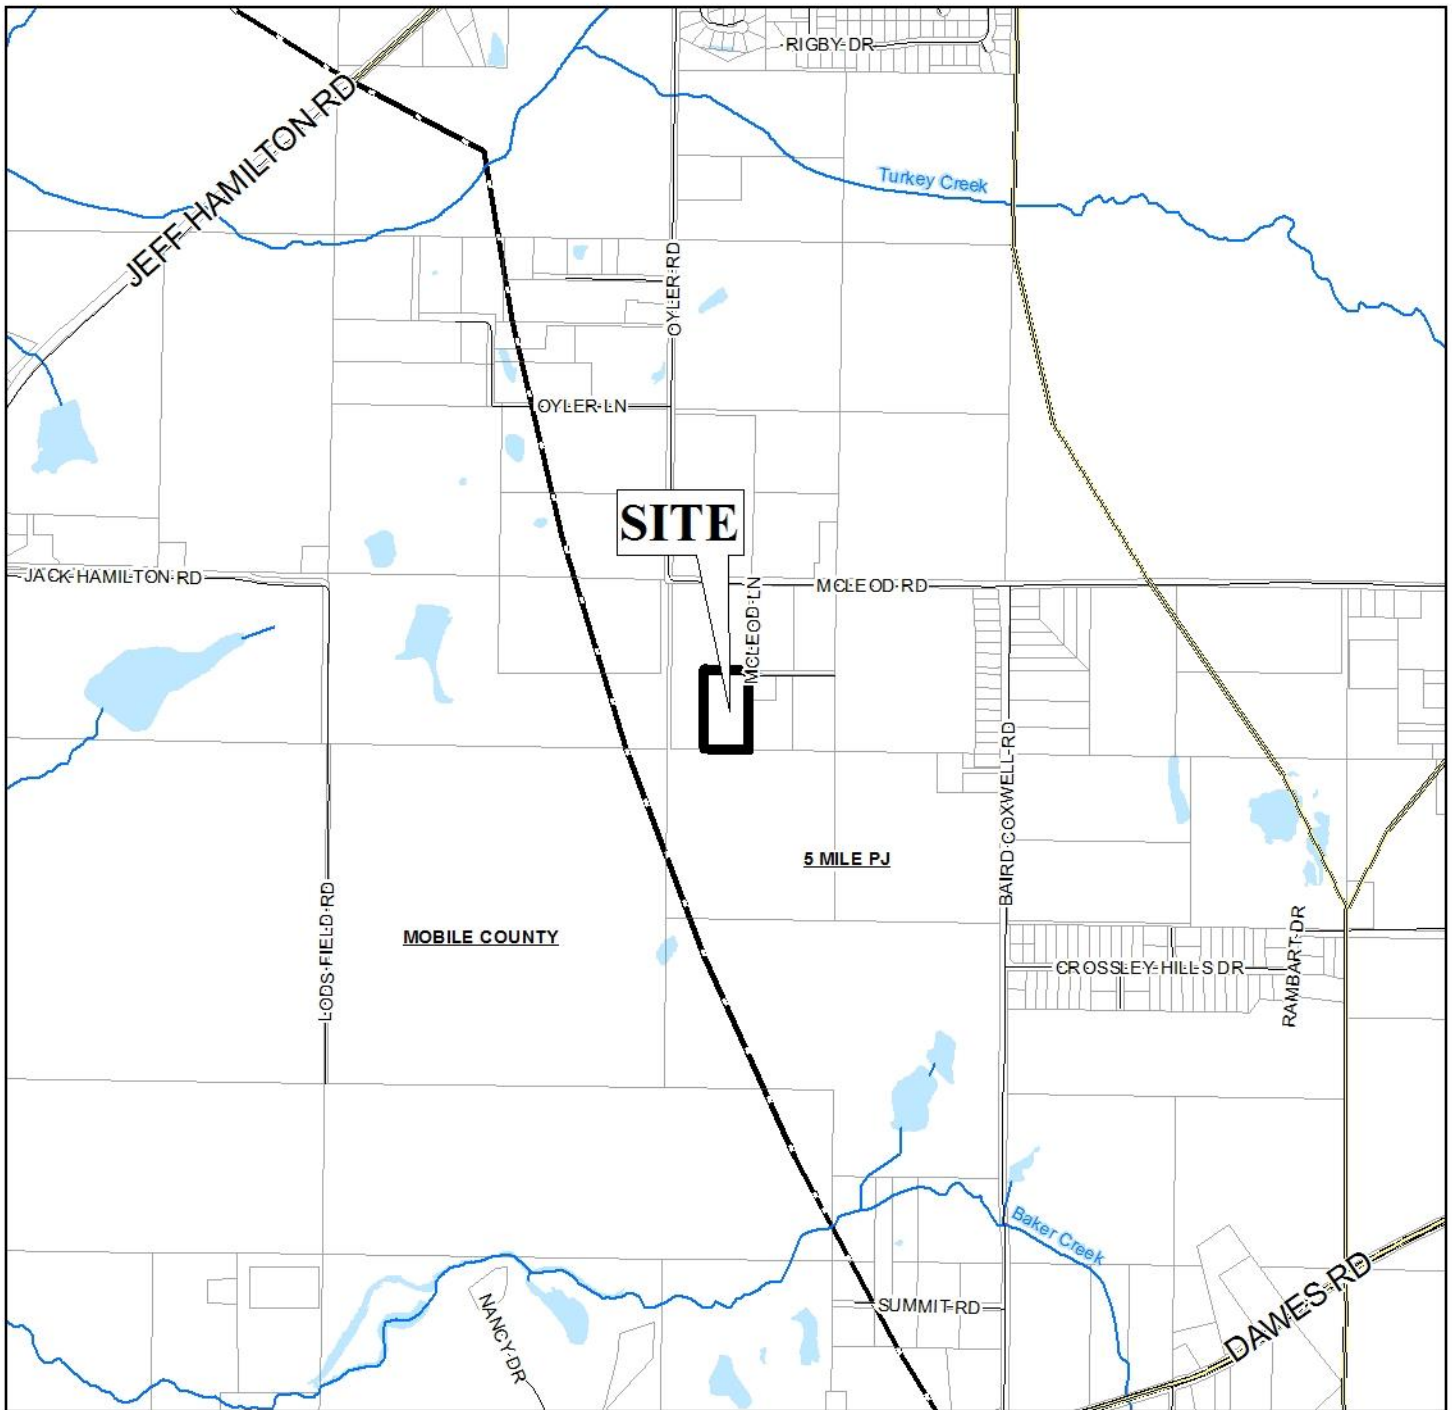 RIGBY DR
JEFF HAMILTON RD
Turkey Creek
OYLER RD
OYLER LN
SITE
JACK HAMILTON RD
MCLEOD RD
MCLEOD LN
BAIRD COXWELL RD
5 MILE PJ
LODS FIELD RD
MOBILE COUNTY
CROSSLEY HILLS DR
RAMBART DR
Baker Creek
SUMMIT RD
NANCY DR
DAWES RD